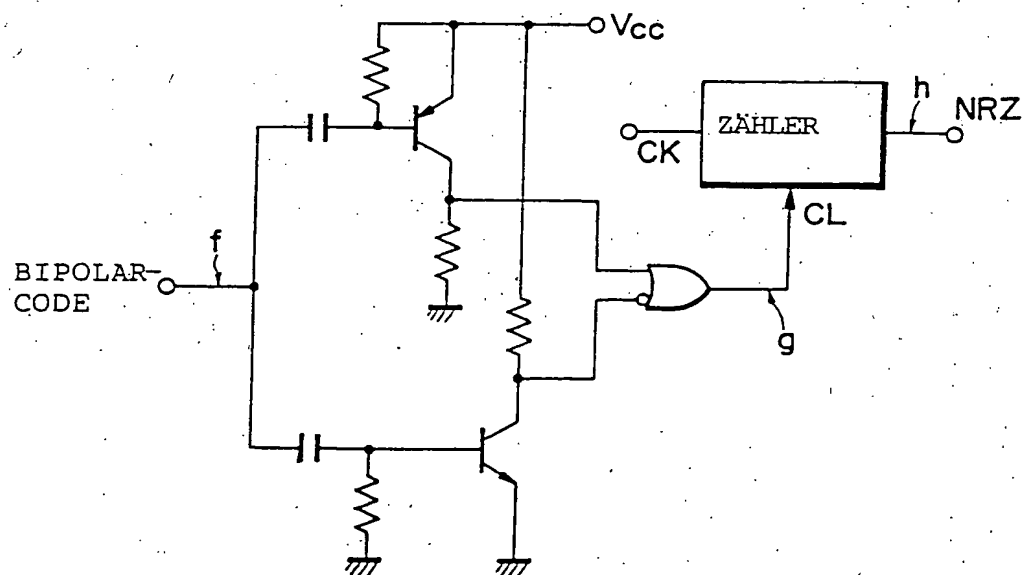 Vcc
h
NRZ
ZÄHLER
CK
CL
f
BIPOLAR-
CODE
g